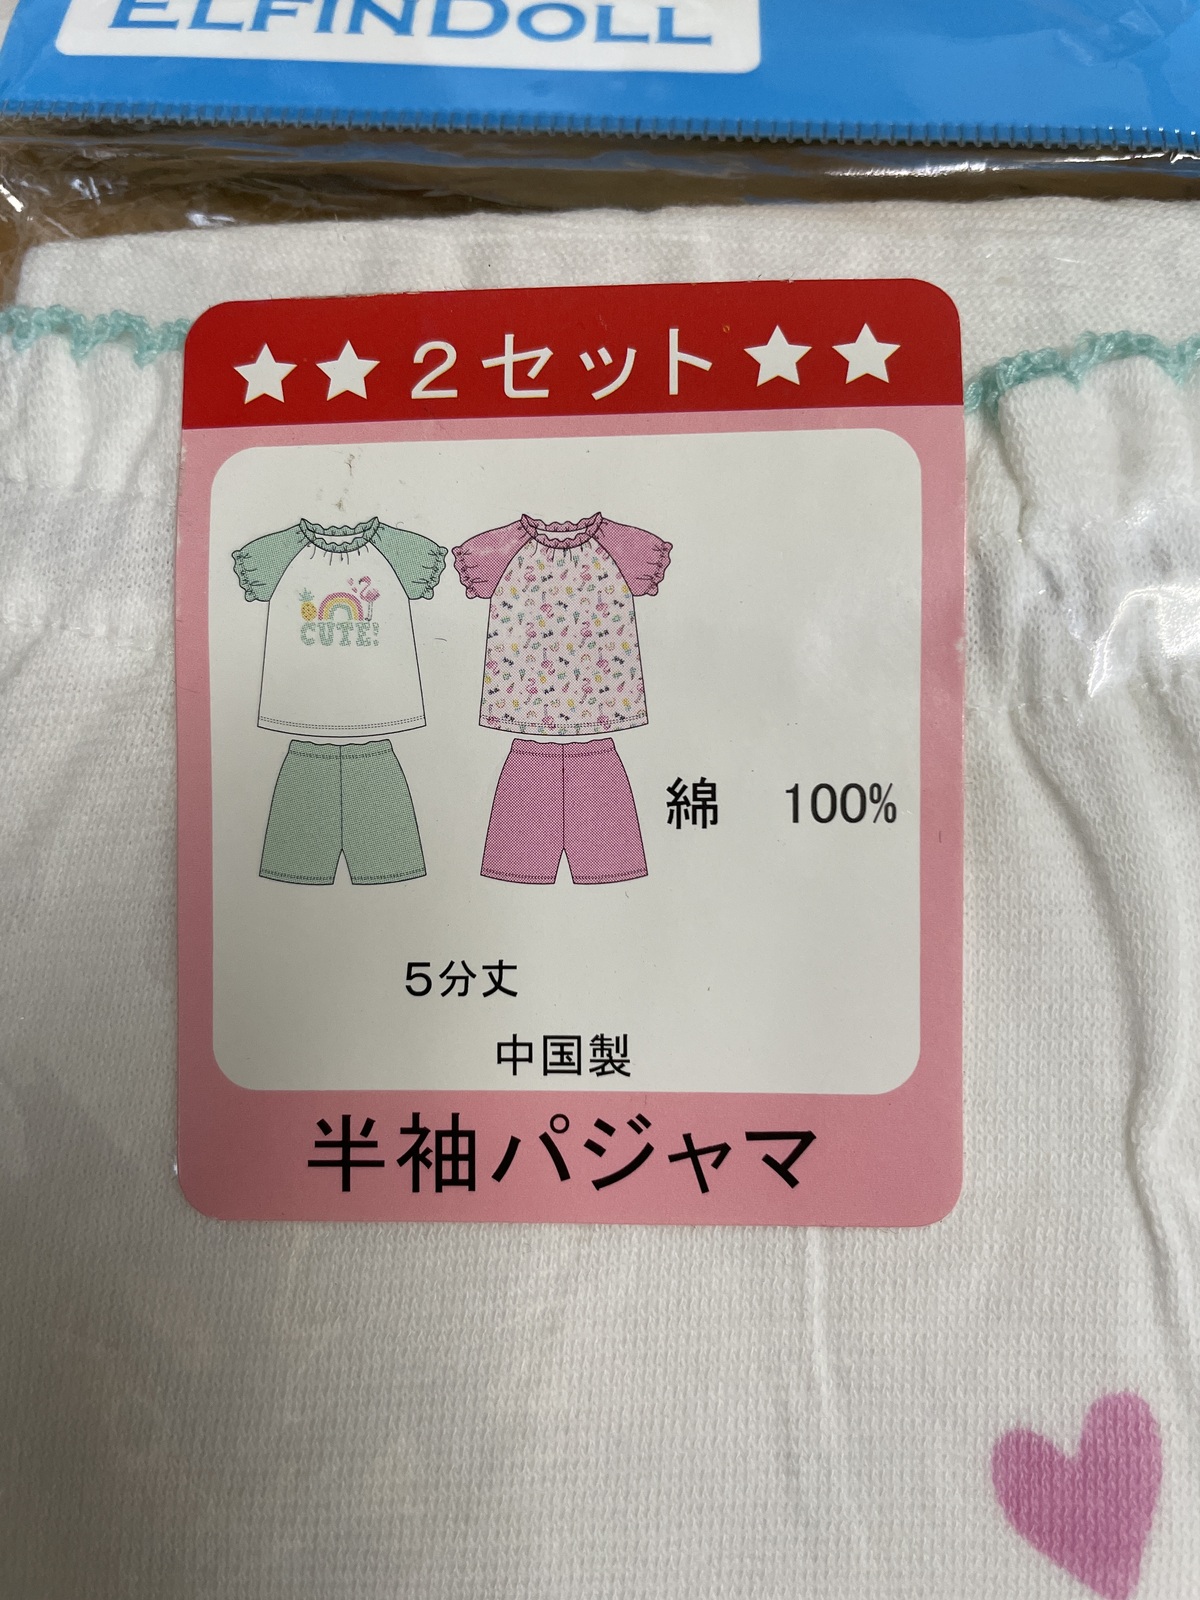 ELFINDOLL
★★2セット★★
CUTE!
綿 100%
5分丈
中国製
半袖パジャマ